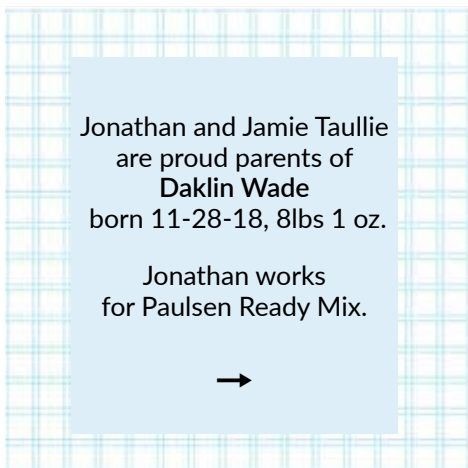 Jonathan and Jamie Taullie
are proud parents of
Daklin Wade
born 11-28-18, 8lbs 1 oz.
Jonathan works
for Paulsen Ready Mix.
→